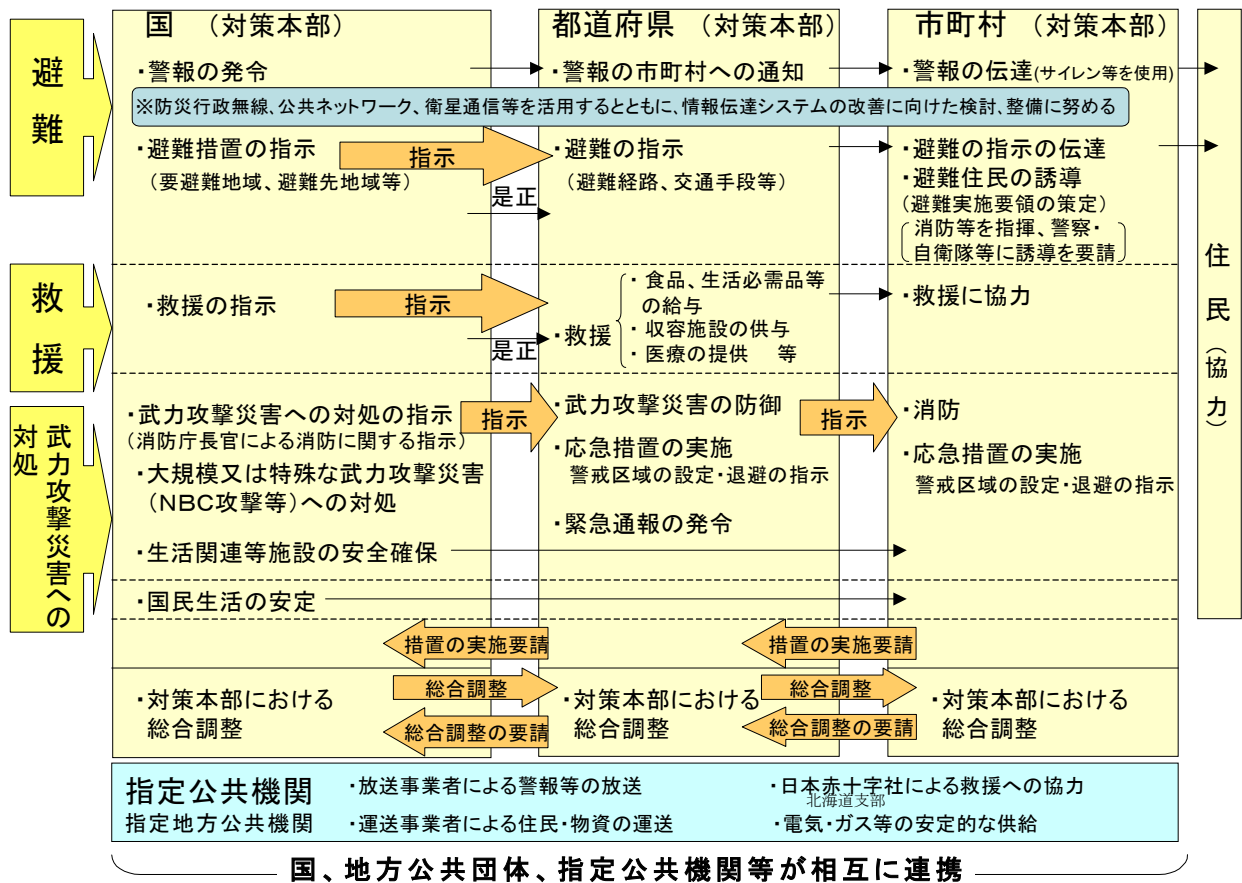 国 （対策本部）
都道府県 （対策本部）
市町村 （対策本部）
避難
・警報の発令
・警報の市町村への通知
・警報の伝達(サイレン等を使用)
※防災行政無線、公共ネットワーク、衛星通信等を活用するとともに、情報伝達システムの改善に向けた検討、整備に努める
・避難措置の指示
（要避難地域、避難先地域等）
指示
是正
・避難の指示
（避難経路、交通手段等）
・避難の指示の伝達
・避難住民の誘導
（避難実施要領の策定）
消防等を指揮、警察・
自衛隊等に誘導を要請
住民（協力）
救援
・救援の指示
指示
是正
・救援
・食品、生活必需品等
の給与
・収容施設の供与
・医療の提供 等
・救援に協力
武力攻撃災害への
対処
・武力攻撃災害への対処の指示
（消防庁長官による消防に関する指示）
・大規模又は特殊な武力攻撃災害
（ＮＢＣ攻撃等）への対処
・生活関連等施設の安全確保
指示
・武力攻撃災害の防御
・応急措置の実施
警戒区域の設定・退避の指示
・緊急通報の発令
指示
・消防
・応急措置の実施
警戒区域の設定・退避の指示
・国民生活の安定
措置の実施要請
措置の実施要請
・対策本部における
総合調整
総合調整
総合調整の要請
・対策本部における
総合調整
総合調整
総合調整の要請
・対策本部における
総合調整
指定公共機関
指定地方公共機関
・放送事業者による警報等の放送
・運送事業者による住民・物資の運送
・日本赤十字社による救援への協力
北海道支部
・電気・ガス等の安定的な供給
国、地方公共団体、指定公共機関等が相互に連携